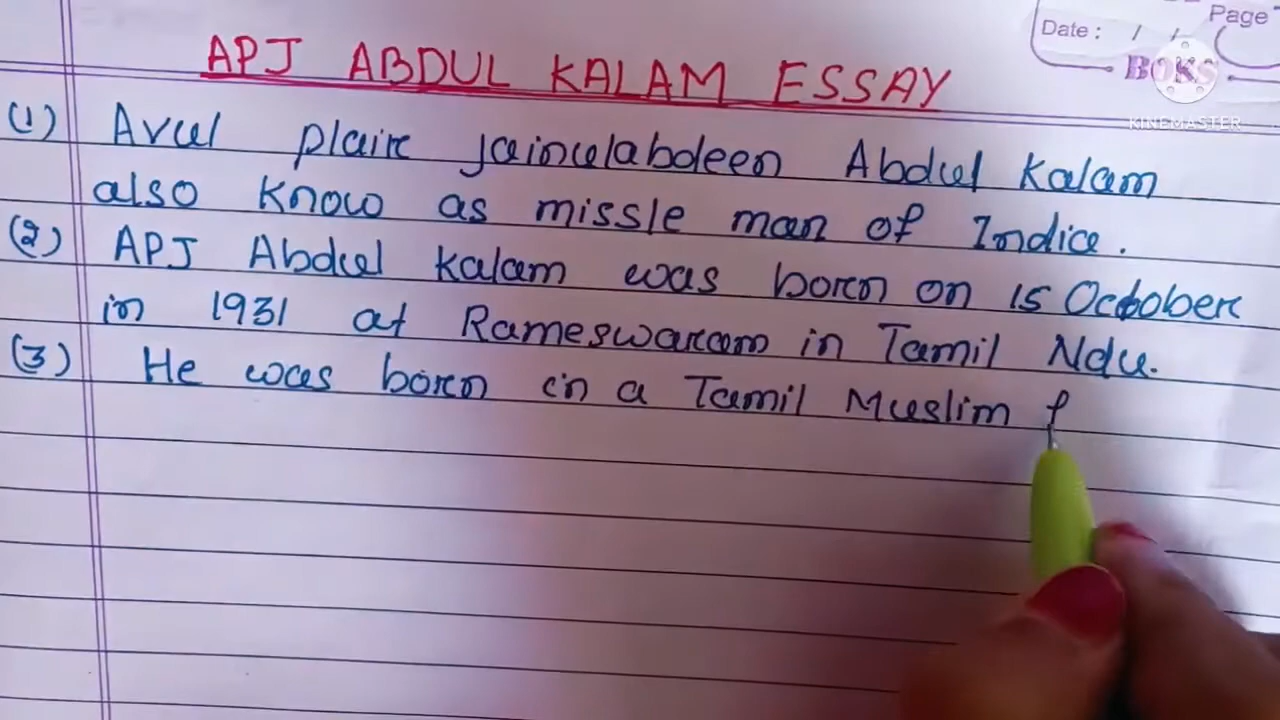 Page
Date : / /
BOKS
KINEMASTER
APJ ABDUL KALAM ESSAY
(1) Avul plair jainulabdeen Abdul Kalam
also know as missle man of India.
(2) APJ Abdul Kalam was born on 15 October
in 1931 at Rameswaram in Tamil Ndu.
(3) He was born in a Tamil Muslim f